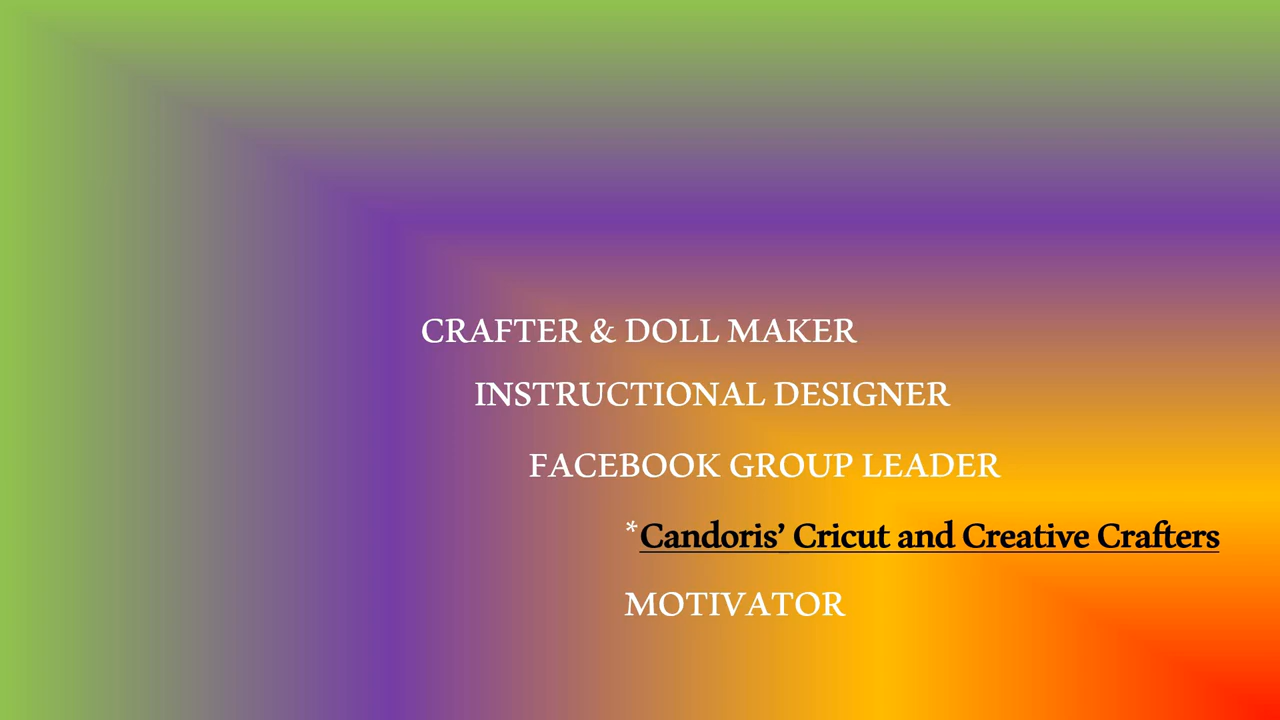 CRAFTER & DOLL MAKER
INSTRUCTIONAL DESIGNER
FACEBOOK GROUP LEADER
*Candoris’ Cricut and Creative Crafters
MOTIVATOR